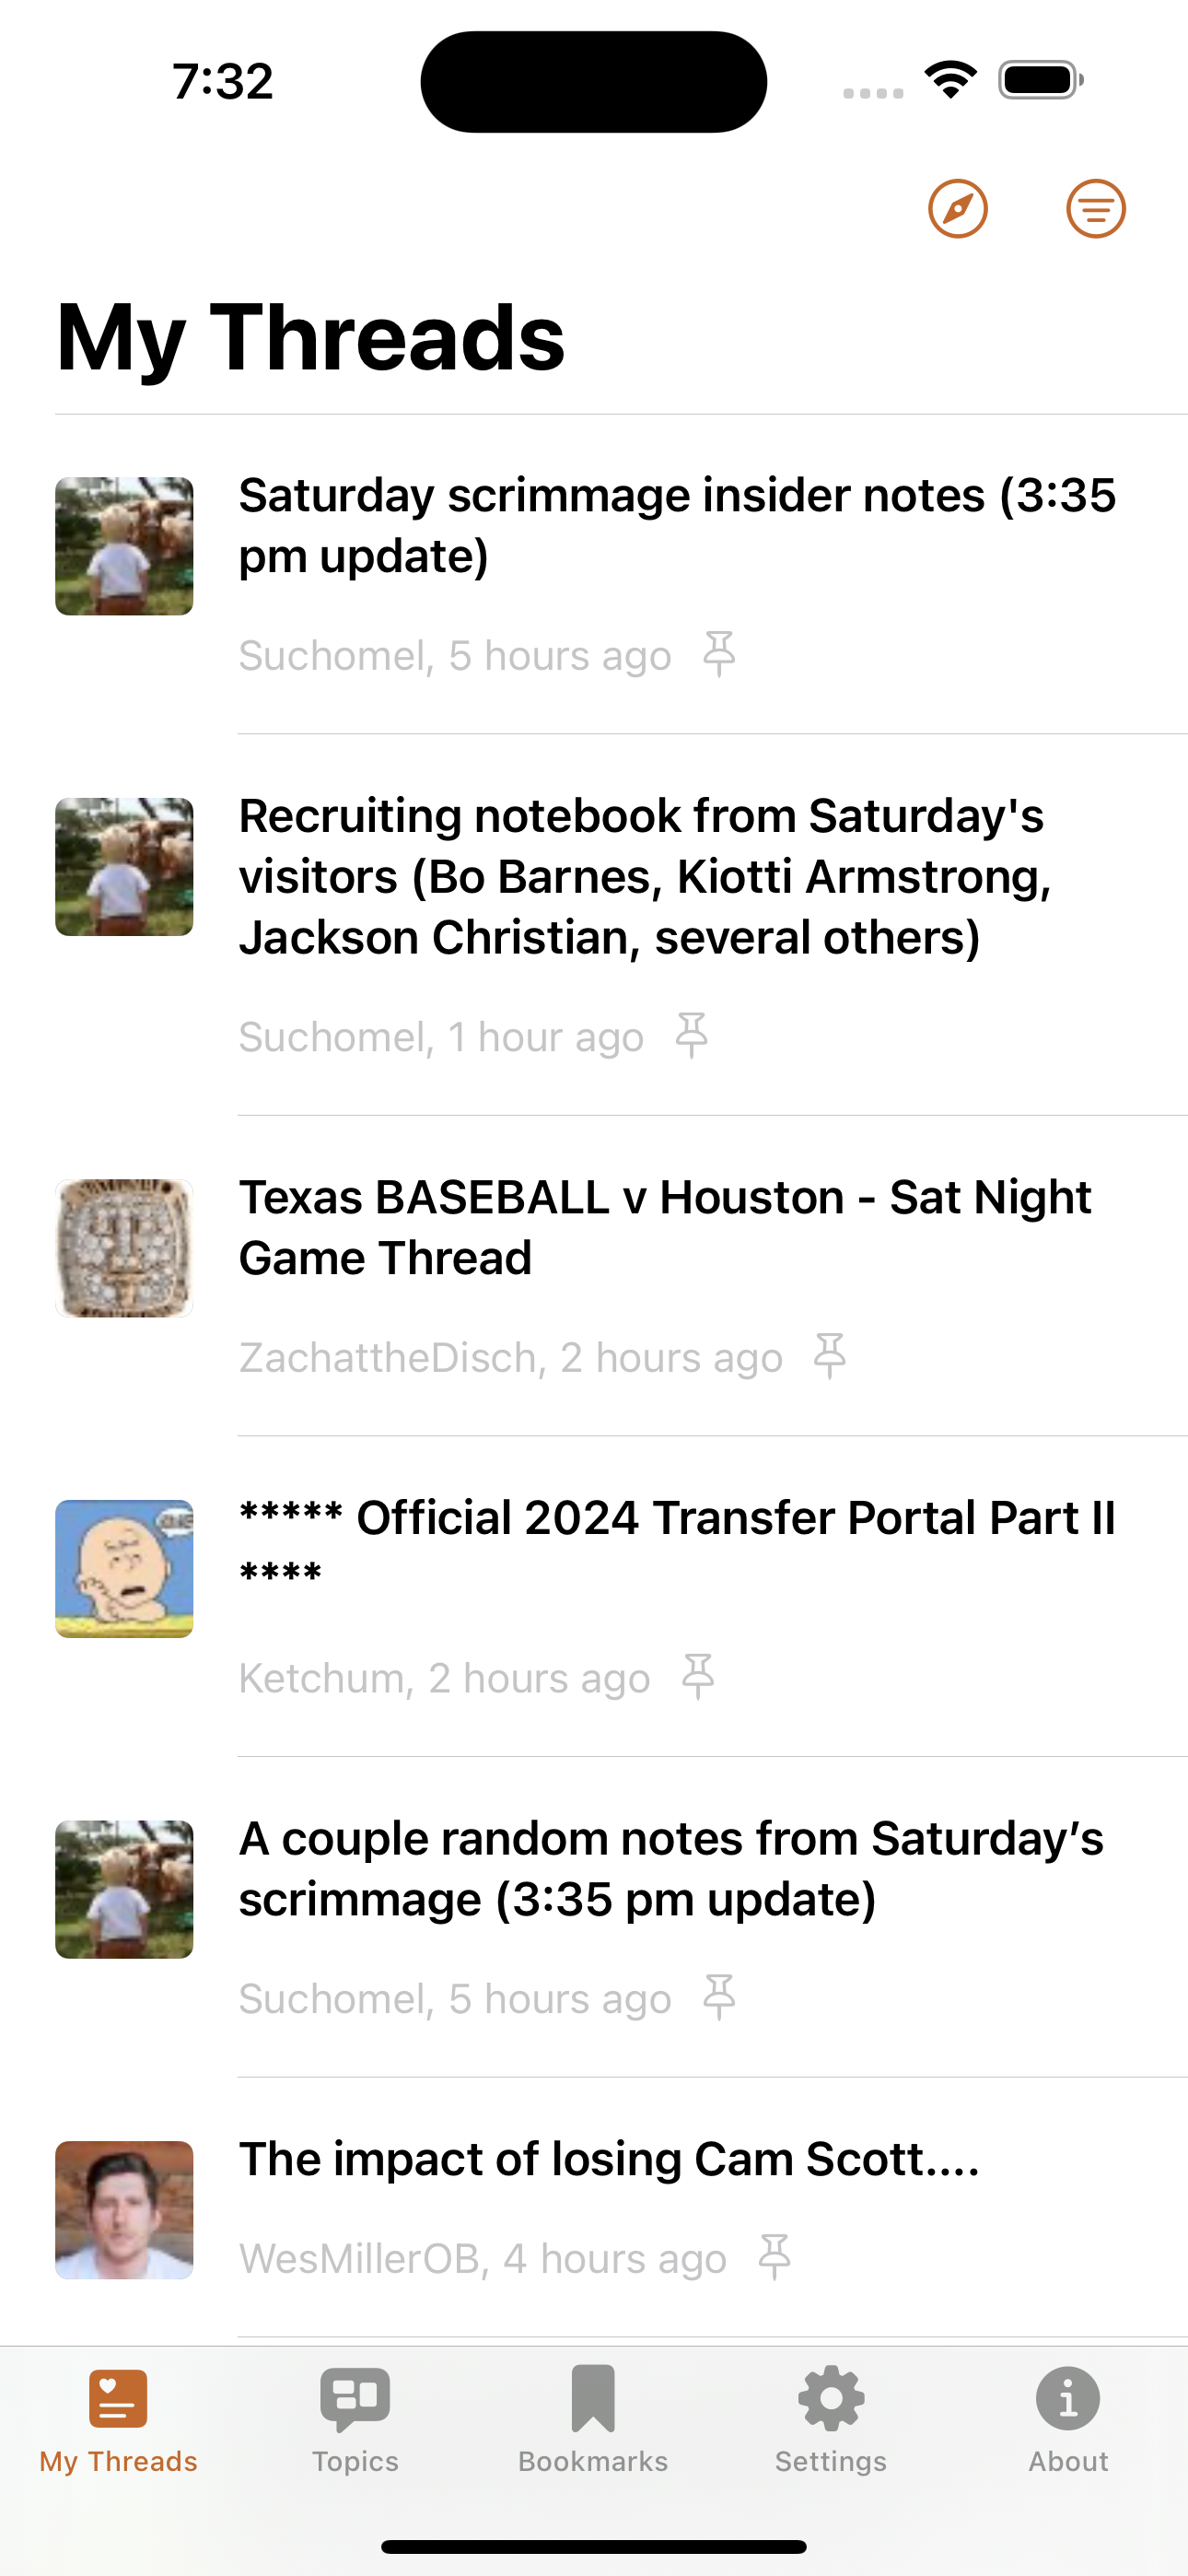 7:32
My Threads
Saturday scrimmage insider notes (3:35
pm update)
Suchomel, 5 hours ago
Recruiting notebook from Saturday's
visitors (Bo Barnes, Kiotti Armstrong,
Jackson Christian, several others)
Suchomel, 1 hour ago
Texas BASEBALL v Houston - Sat Night
Game Thread
ZachattheDisch, 2 hours ago
***** Official 2024 Transfer Portal Part II
****
Ketchum, 2 hours ago
A couple random notes from Saturday’s
scrimmage (3:35 pm update)
Suchomel, 5 hours ago
The impact of losing Cam Scott....
WesMillerOB, 4 hours ago
My Threads Topics Bookmarks Settings About